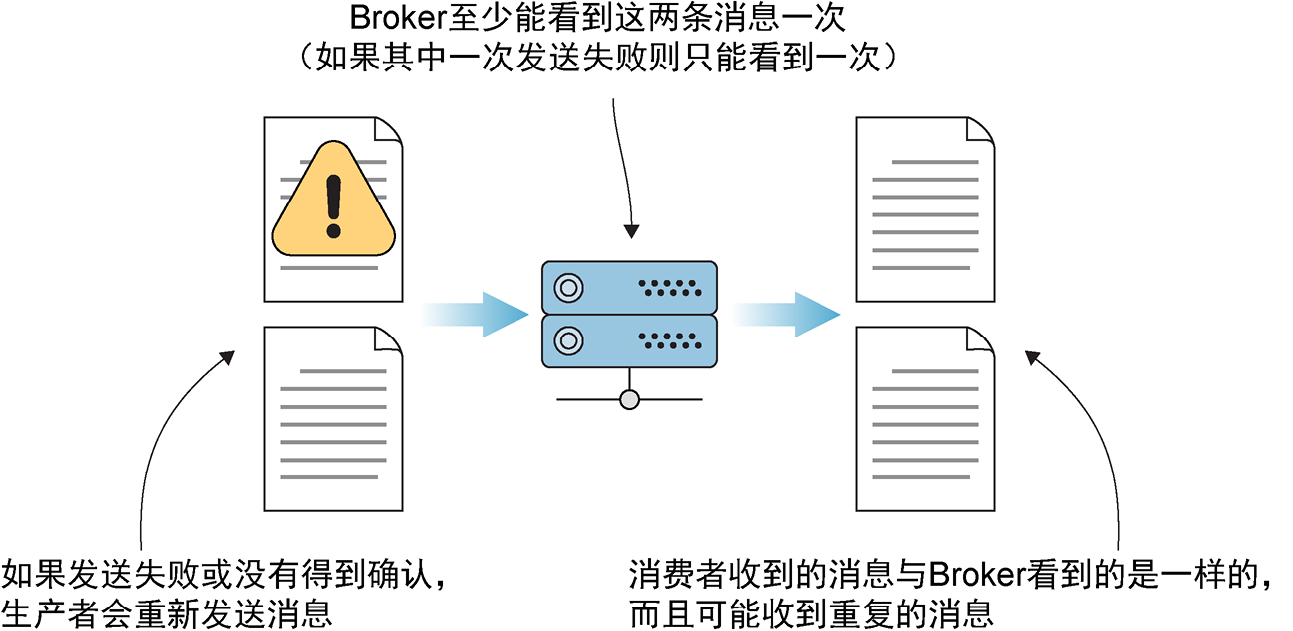 Broker至少能看到这两条消息一次
（如果其中一次发送失败则只能看到一次）
如果发送失败或没有得到确认，
生产者会重新发送消息
消费者收到的消息与Broker看到的是一样的，
而且可能收到重复的消息